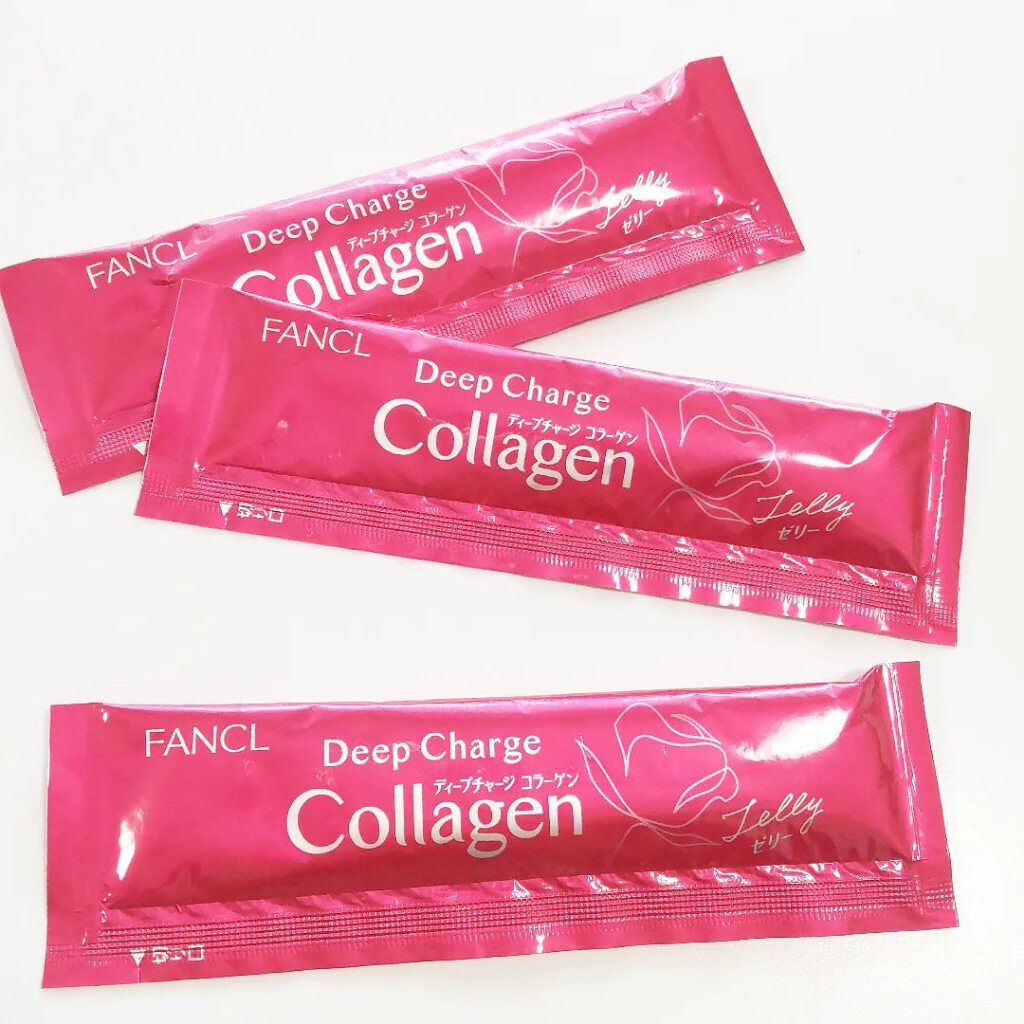 FANCL
Deep Charge
ディープチャージ コラーゲン
Collagen
Jelly
ゼリー
FANCL
Deep Charge
ディープチャージ コラーゲン
Collagen
Jelly
ゼリー
FANCL
Deep Charge
ディープチャージ コラーゲン
Collagen
Jelly
ゼリー